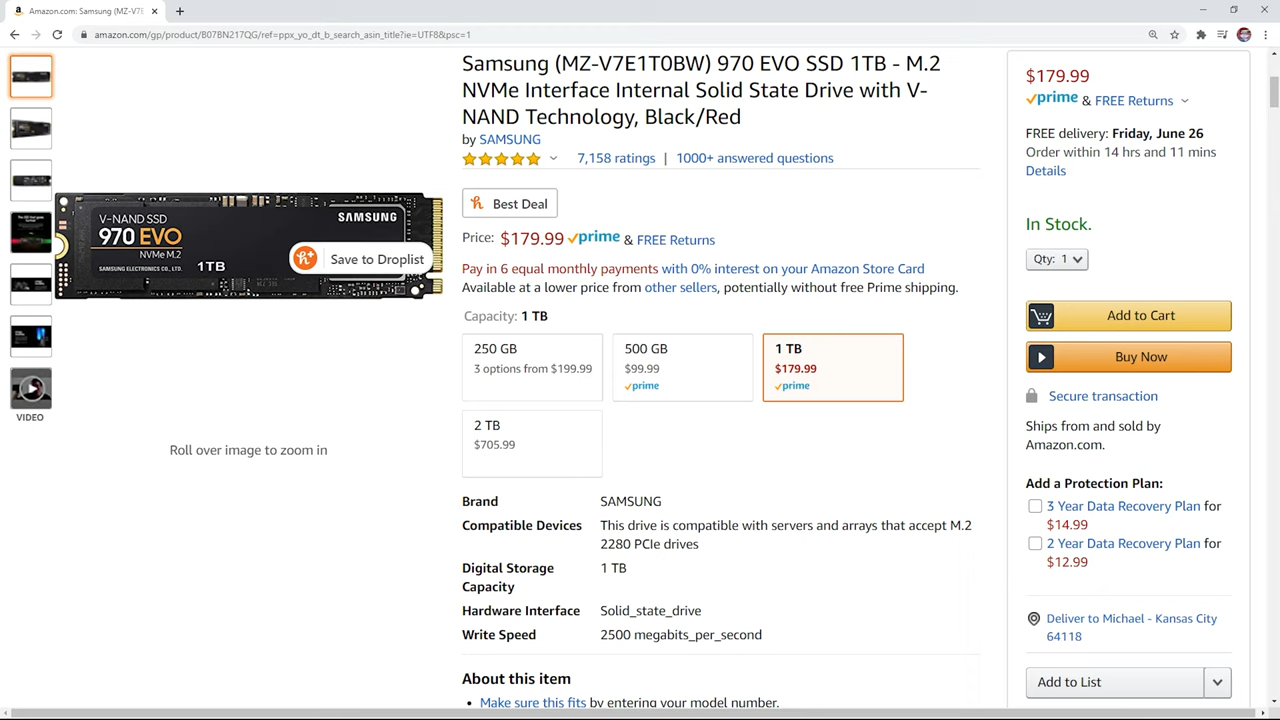 Amazon.com: Samsung (MZ-V7E
amazon.com/gp/product/B07BN217QG/ref=ppx_yo_dt_b_search_asin_title?ie=UTF8&psc=1
Samsung (MZ-V7E1T0BW) 970 EVO SSD 1TB - M.2
NVMe Interface Internal Solid State Drive with V-
NAND Technology, Black/Red
by SAMSUNG
7,158 ratings | 1000+ answered questions
Best Deal
Price: $179.99 prime & FREE Returns
Pay in 6 equal monthly payments with 0% interest on your Amazon Store Card
Available at a lower price from other sellers, potentially without free Prime shipping.
Capacity: 1 TB
250 GB
3 options from $199.99
500 GB
$99.99
prime
1 TB
$179.99
prime
2 TB
$705.99
Brand SAMSUNG
Compatible Devices This drive is compatible with servers and arrays that accept M.2
2280 PCIe drives
Digital Storage 1 TB
Capacity
Hardware Interface Solid_state_drive
Write Speed 2500 megabits_per_second
About this item
• Make sure this fits by entering your model number.
V-NAND SSD
970 EVO
NVMe M.2
SAMSUNG ELECTRONICS CO., LTD.
1TB
SAMSUNG
Save to Droplist
VIDEO
Roll over image to zoom in
$179.99
prime & FREE Returns
FREE delivery: Friday, June 26
Order within 14 hrs and 11 mins
Details
In Stock.
Qty: 1
Add to Cart
Buy Now
Secure transaction
Ships from and sold by
Amazon.com.
Add a Protection Plan:
3 Year Data Recovery Plan for
$14.99
2 Year Data Recovery Plan for
$12.99
Deliver to Michael - Kansas City
64118
Add to List